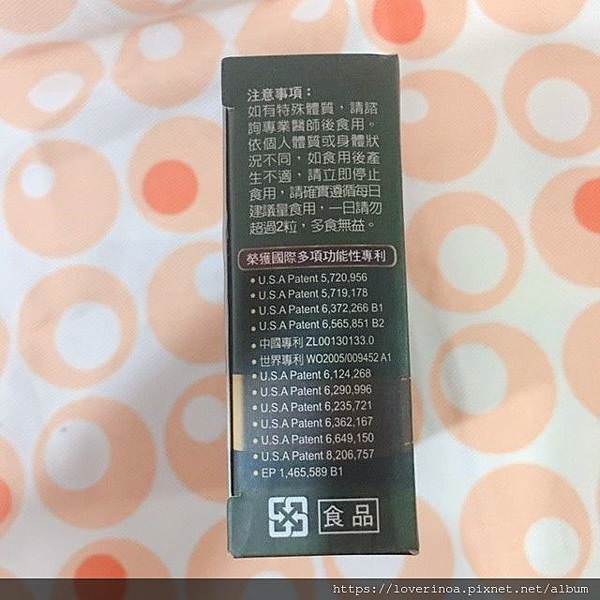 注意事項：
如有特殊體質，請諮
詢專業醫師後食用。
依個人體質或身體狀
況不同，如食用後產
生不適，請立即停止
食用，請確實遵循每日
建議量食用，一日請勿
超過2粒，多食無益。
榮獲國際多項功能性專利
• U.S.A Patent 5,720,956
• U.S.A Patent 5,719,178
• U.S.A Patent 6,372,266 B1
• U.S.A Patent 6,565,851 B2
• 中國專利 ZL00130133.0
• 世界專利 WO2005/009452 A1
• U.S.A Patent 6,124,268
• U.S.A Patent 6,290,996
• U.S.A Patent 6,235,721
• U.S.A Patent 6,362,167
• U.S.A Patent 6,649,150
• U.S.A Patent 8,206,757
• EP 1,465,589 B1
食品
https://loverinoa.pixnet.net/album